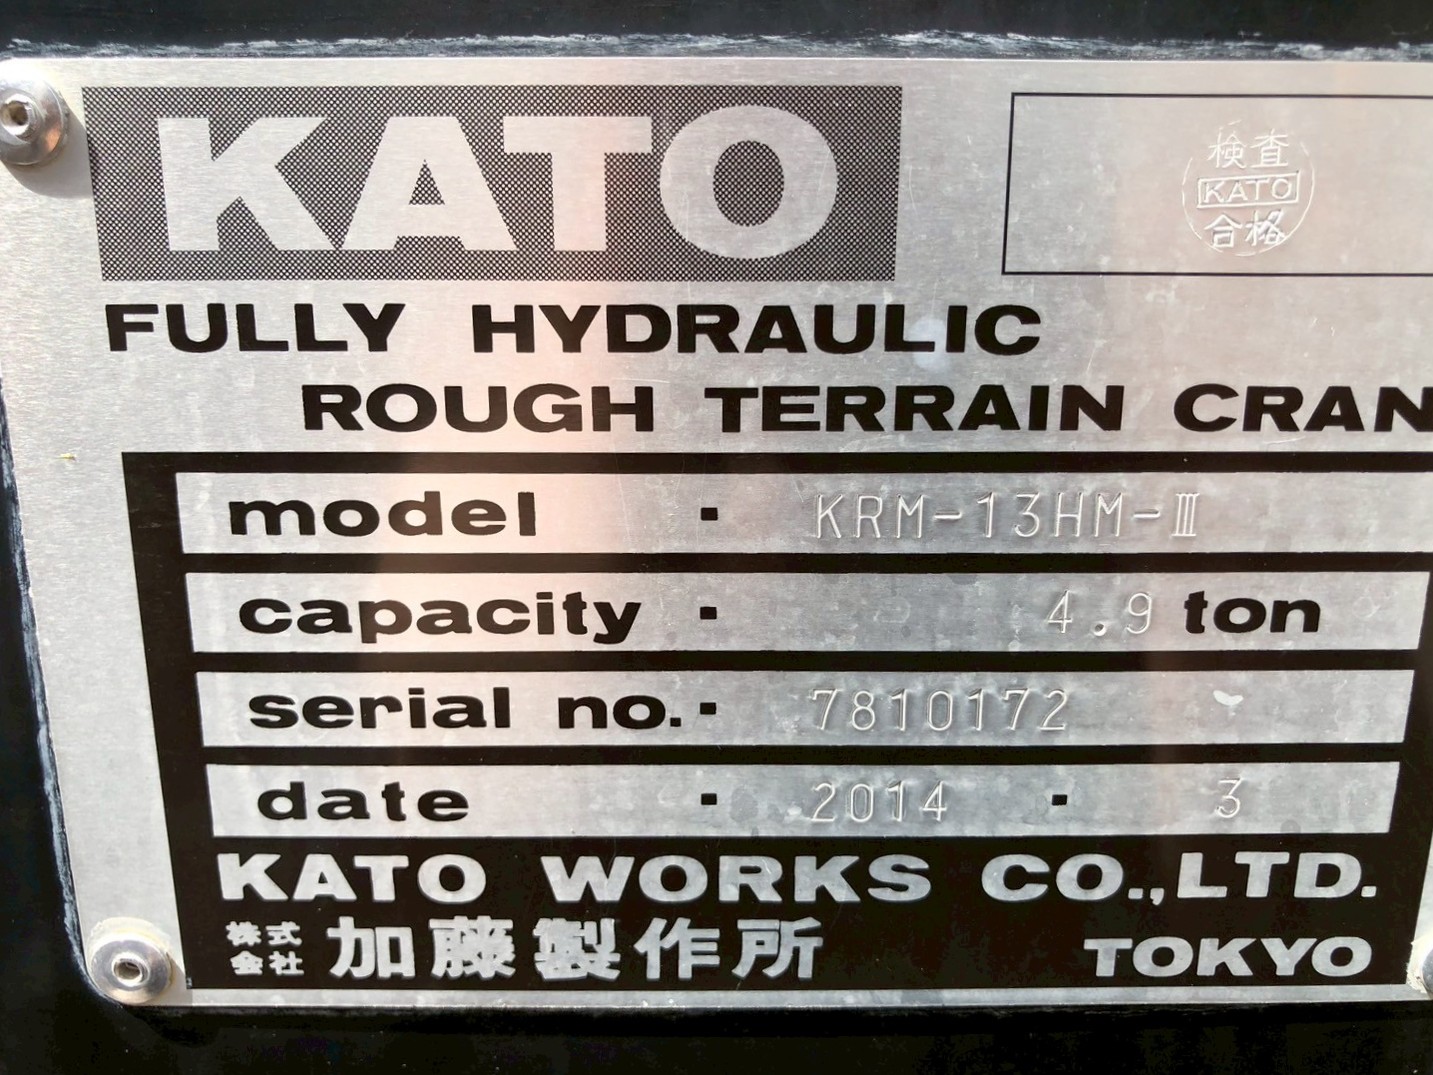 KATO
検査
KATO
合格
FULLY HYDRAULIC
ROUGH TERRAIN CRAN
model · KRM-13HM-Ⅲ
capacity · 4.9 ton
serial no. · 7810172
date · 2014 · 3
KATO WORKS CO.,LTD.
株式会社 加藤製作所 TOKYO